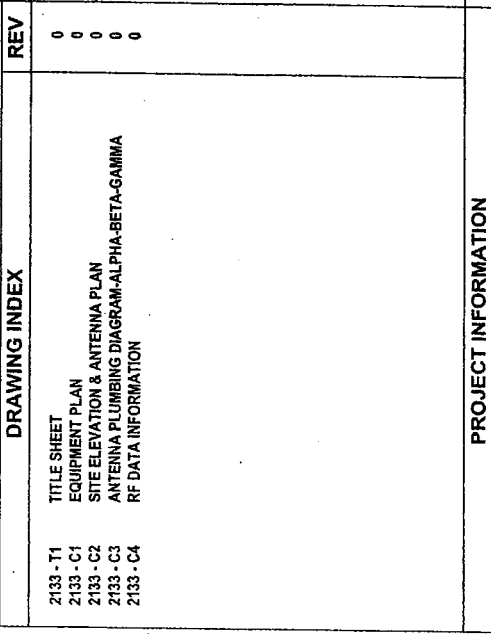 DRAWING INDEX REV
2133 - T1 TITLE SHEET 0
2133 - C1 EQUIPMENT PLAN 0
2133 - C2 SITE ELEVATION & ANTENNA PLAN 0
2133 - C3 ANTENNA PLUMBING DIAGRAM-ALPHA-BETA-GAMMA 0
2133 - C4 RF DATA INFORMATION 0
PROJECT INFORMATION